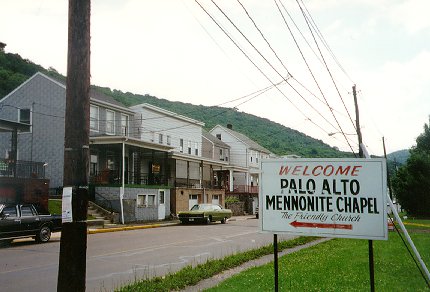 WELCOME
PALO ALTO
MENNONITE CHAPEL
The Friendly Church